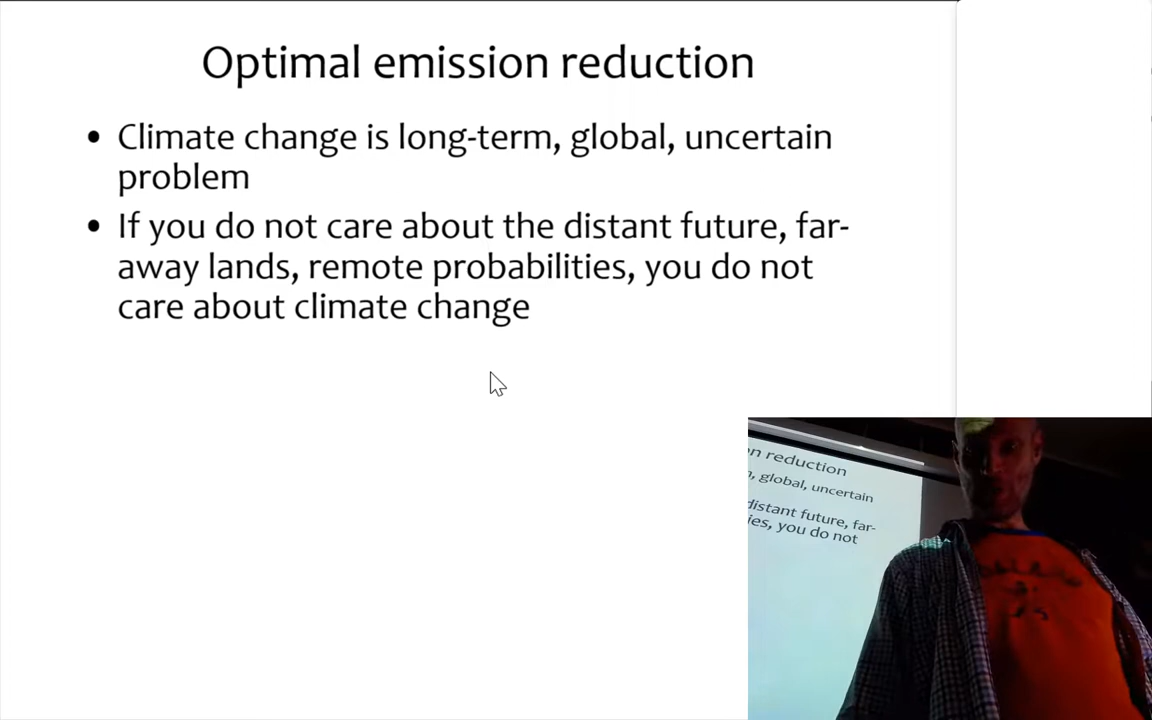 Optimal emission reduction
• Climate change is long-term, global, uncertain
problem
• If you do not care about the distant future, far-
away lands, remote probabilities, you do not
care about climate change
on reduction
, global, uncertain
distant future, far-
ies, you do not